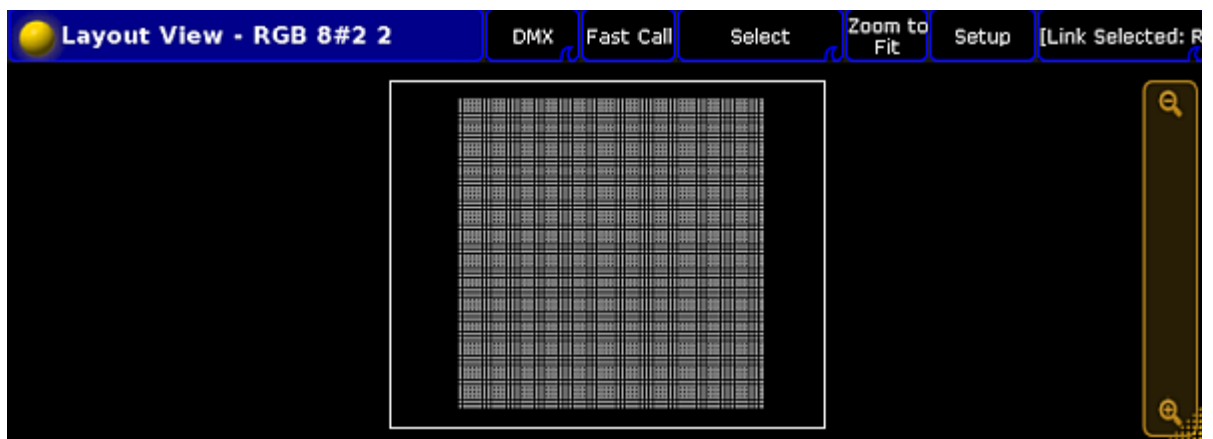 Layout View - RGB 8#2 2
DMX
Fast Call
Select
Zoom to
Fit
Setup
[Link Selected: R